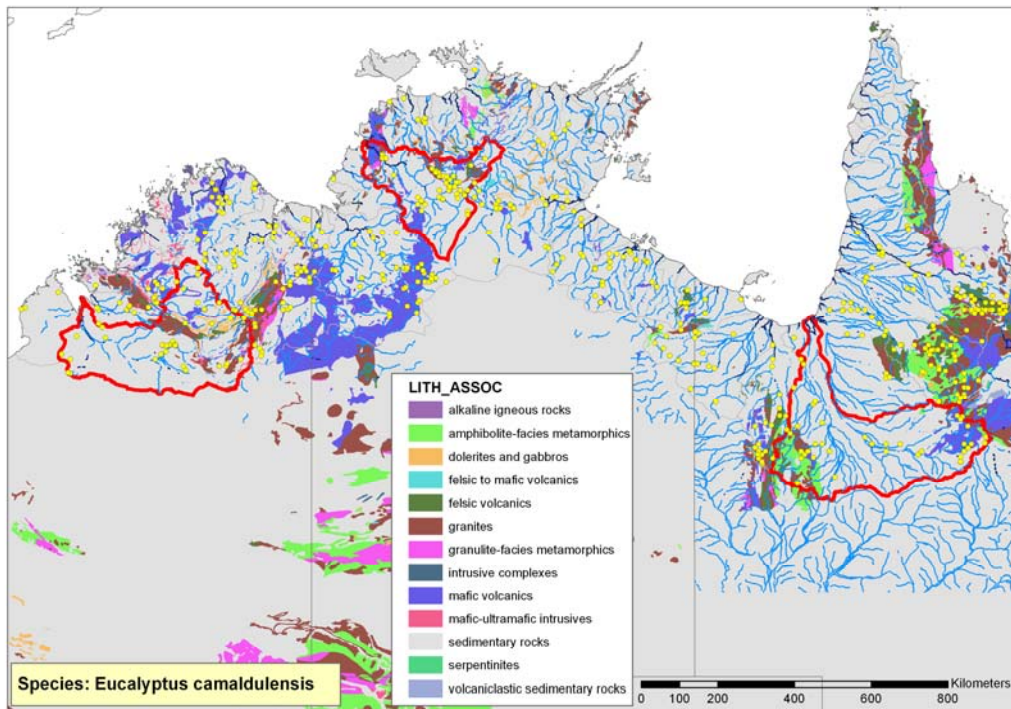 LITH_ASSOC
alkaline igneous rocks
amphibolite-facies metamorphics
dolerites and gabbros
felsic to mafic volcanics
felsic volcanics
granites
granulite-facies metamorphics
intrusive complexes
mafic volcanics
mafic-ultramafic intrusives
sedimentary rocks
serpentinites
volcaniclastic sedimentary rocks
Species: Eucalyptus camaldulensis
Kilometers
0 100 200 400 600 800